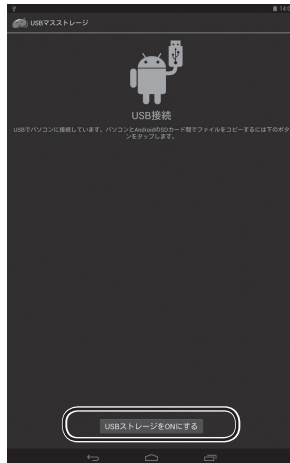 USBマスストレージ
USB接続
USBでパソコンに接続しています。パソコンとAndroidのSDカード間でファイルをコピーするには下のボタ
ンをタップします。
USBストレージをONにする